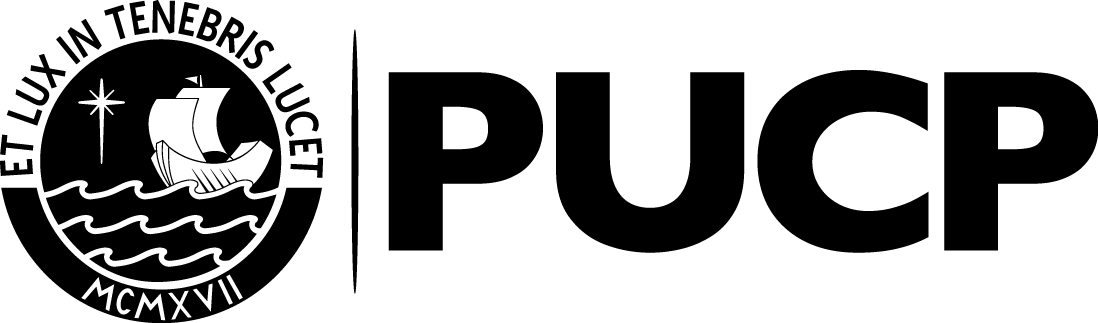 ET LUX IN TENEBRIS LUCET
MCMXVII
PUCP